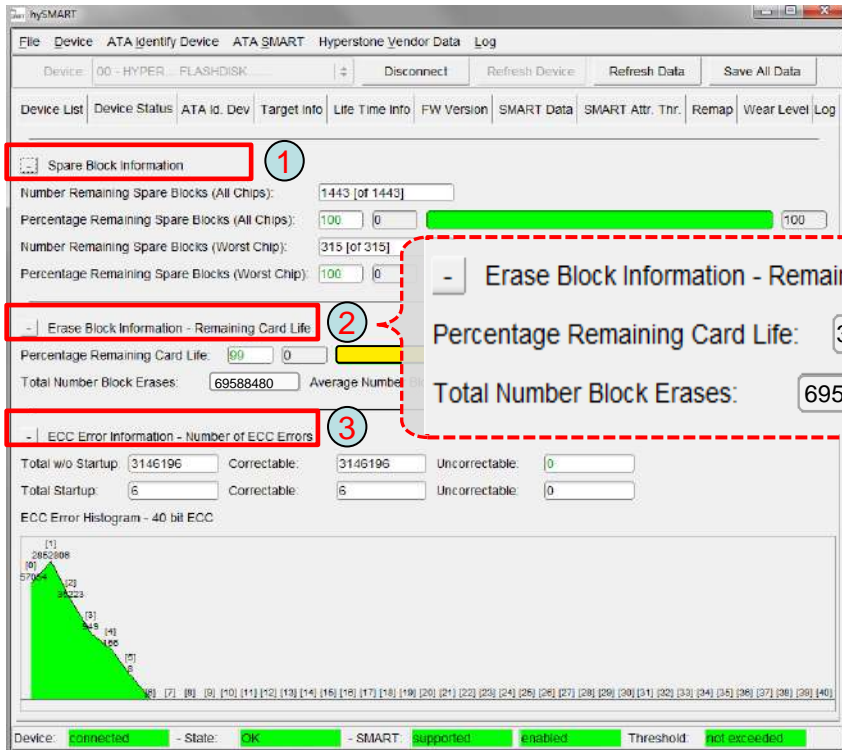 hySMART
File Device ATA Identify Device ATA SMART Hyperstone Vendor Data Log
Device: 00 - HYPER... FLASHDISK....... Disconnect Refresh Device Refresh Data Save All Data
Device List Device Status ATA Id. Dev Target Info Life Time Info FW Version SMART Data SMART Attr. Thr. Remap Wear Level Log
- Spare Block Information 1
Number Remaining Spare Blocks (All Chips): 1443 [of 1443]
Percentage Remaining Spare Blocks (All Chips): 100 0 100
Number Remaining Spare Blocks (Worst Chip): 315 [of 315]
Percentage Remaining Spare Blocks (Worst Chip): 100 0
- Erase Block Information - Remaining Card Life 2
Percentage Remaining Card Life: 99 0
Total Number Block Erases: 69588480 Average Number
- Erase Block Information - Remain
Percentage Remaining Card Life: 3
Total Number Block Erases: 695
- ECC Error Information - Number of ECC Errors 3
Total w/o Startup: 3146196 Correctable: 3146196 Uncorrectable: 0
Total Startup: 6 Correctable: 6 Uncorrectable: 0
ECC Error Histogram - 40 bit ECC
[1]
2852808
[0]
[2]
[3]
[4]
[5]
[6] [7] [8] [9] [10] [11] [12] [13] [14] [15] [16] [17] [18] [19] [20] [21] [22] [23] [24] [25] [26] [27] [28] [29] [30] [31] [32] [33] [34] [35] [36] [37] [38] [39] [40]
Device: connected - State: OK - SMART: supported enabled Threshold: not exceeded